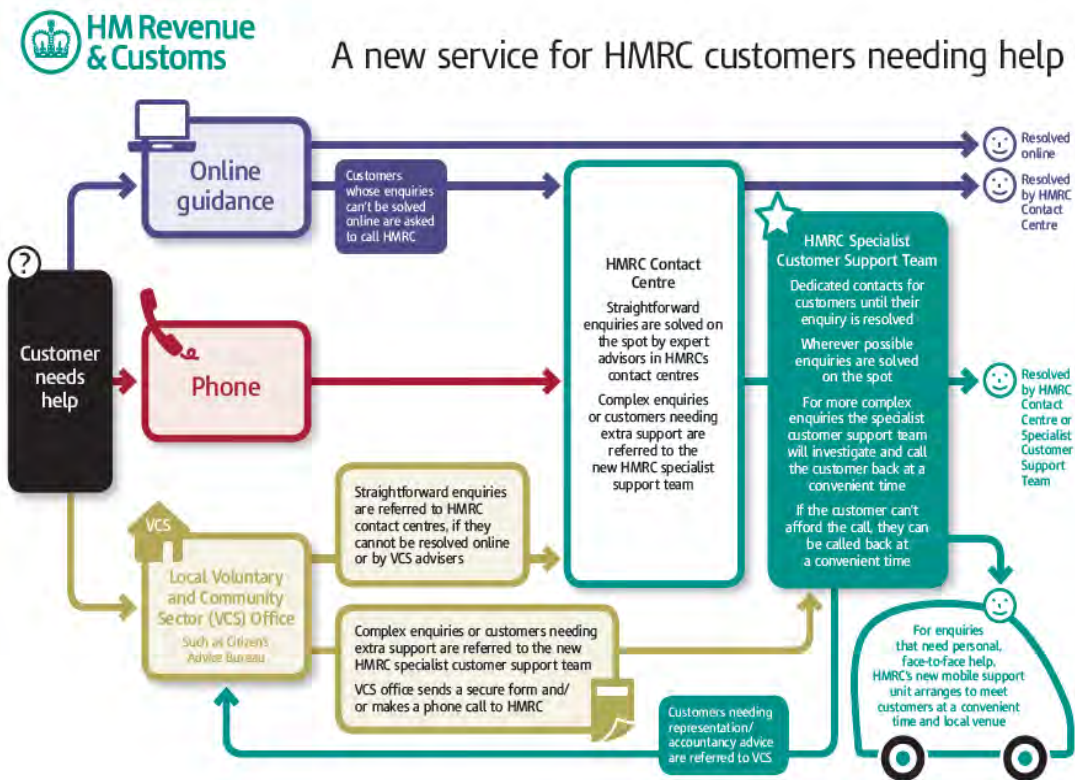 HM Revenue
& Customs
A new service for HMRC customers needing help
Online
guidance
Customers
whose enquiries
can't be solved
online are asked
to call HMRC
Resolved
online
Resolved
by HMRC
Contact
Centre
?
Customer
needs
help
Phone
HMRC Contact
Centre
Straightforward
enquiries are solved on
the spot by expert
advisors in HMRC's
contact centres
Complex enquiries
or customers needing
extra support are
referred to the
new HMRC specialist
support team
HMRC Specialist
Customer Support Team
Dedicated contacts for
customers until their
enquiry is resolved
Wherever possible
enquiries are solved
on the spot
For more complex
enquiries the specialist
customer support team
will investigate and call
the customer back at a
convenient time
If the customer can't
afford the call, they can
be called back at
a convenient time
Resolved
by HMRC
Contact
Centre or
Specialist
Customer
Support
Team
VCS
Local Voluntary
and Community
Sector (VCS) Office
Such as Citizen's
Advice Bureau
Straightforward enquiries
are referred to HMRC
contact centres, if they
cannot be resolved online
or by VCS advisers
Complex enquiries or customers needing
extra support are referred to the new
HMRC specialist customer support team
VCS office sends a secure form and/
or makes a phone call to HMRC
Customers needing
representation/
accountancy advice
are referred to VCS
For enquiries
that need personal,
face-to-face help,
HMRC's new mobile support
unit arranges to meet
customers at a convenient
time and local venue